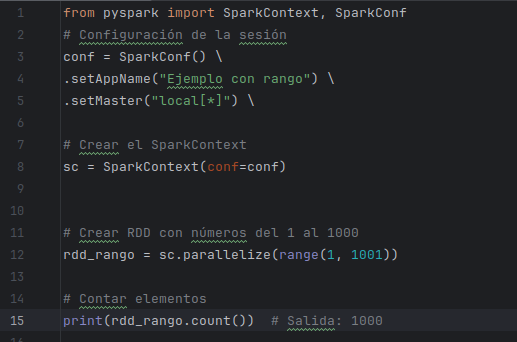 1 from pyspark import SparkContext, SparkConf
2 # Configuración de la sesión
3 conf = SparkConf() \
4 .setAppName("Ejemplo con rango") \
5 .setMaster("local[*]") \
6
7 # Crear el SparkContext
8 sc = SparkContext(conf=conf)
9
10
11 # Crear RDD con números del 1 al 1000
12 rdd_rango = sc.parallelize(range(1, 1001))
13
14 # Contar elementos
15 print(rdd_rango.count())  # Salida: 1000
16